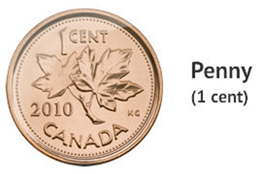 1 CENT
2010
KG
CANADA
Penny
(1 cent)